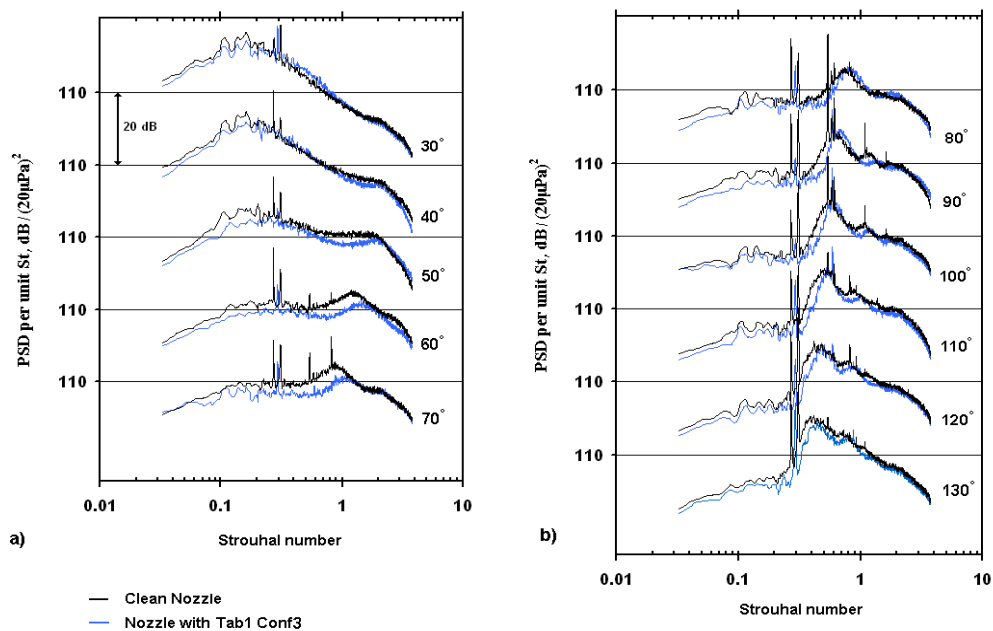 PSD per unit St, dB / (20µPa)²
110
20 dB
30°
110
40°
110
50°
110
60°
110
70°
0.01 0.1 1 10
a)
Strouhal number
PSD per unit St, dB / (20µPa)²
110
80°
110
90°
110
100°
110
110°
110
120°
110
130°
0.01 0.1 1 10
b)
Strouhal number
Clean Nozzle
Nozzle with Tab1 Conf3